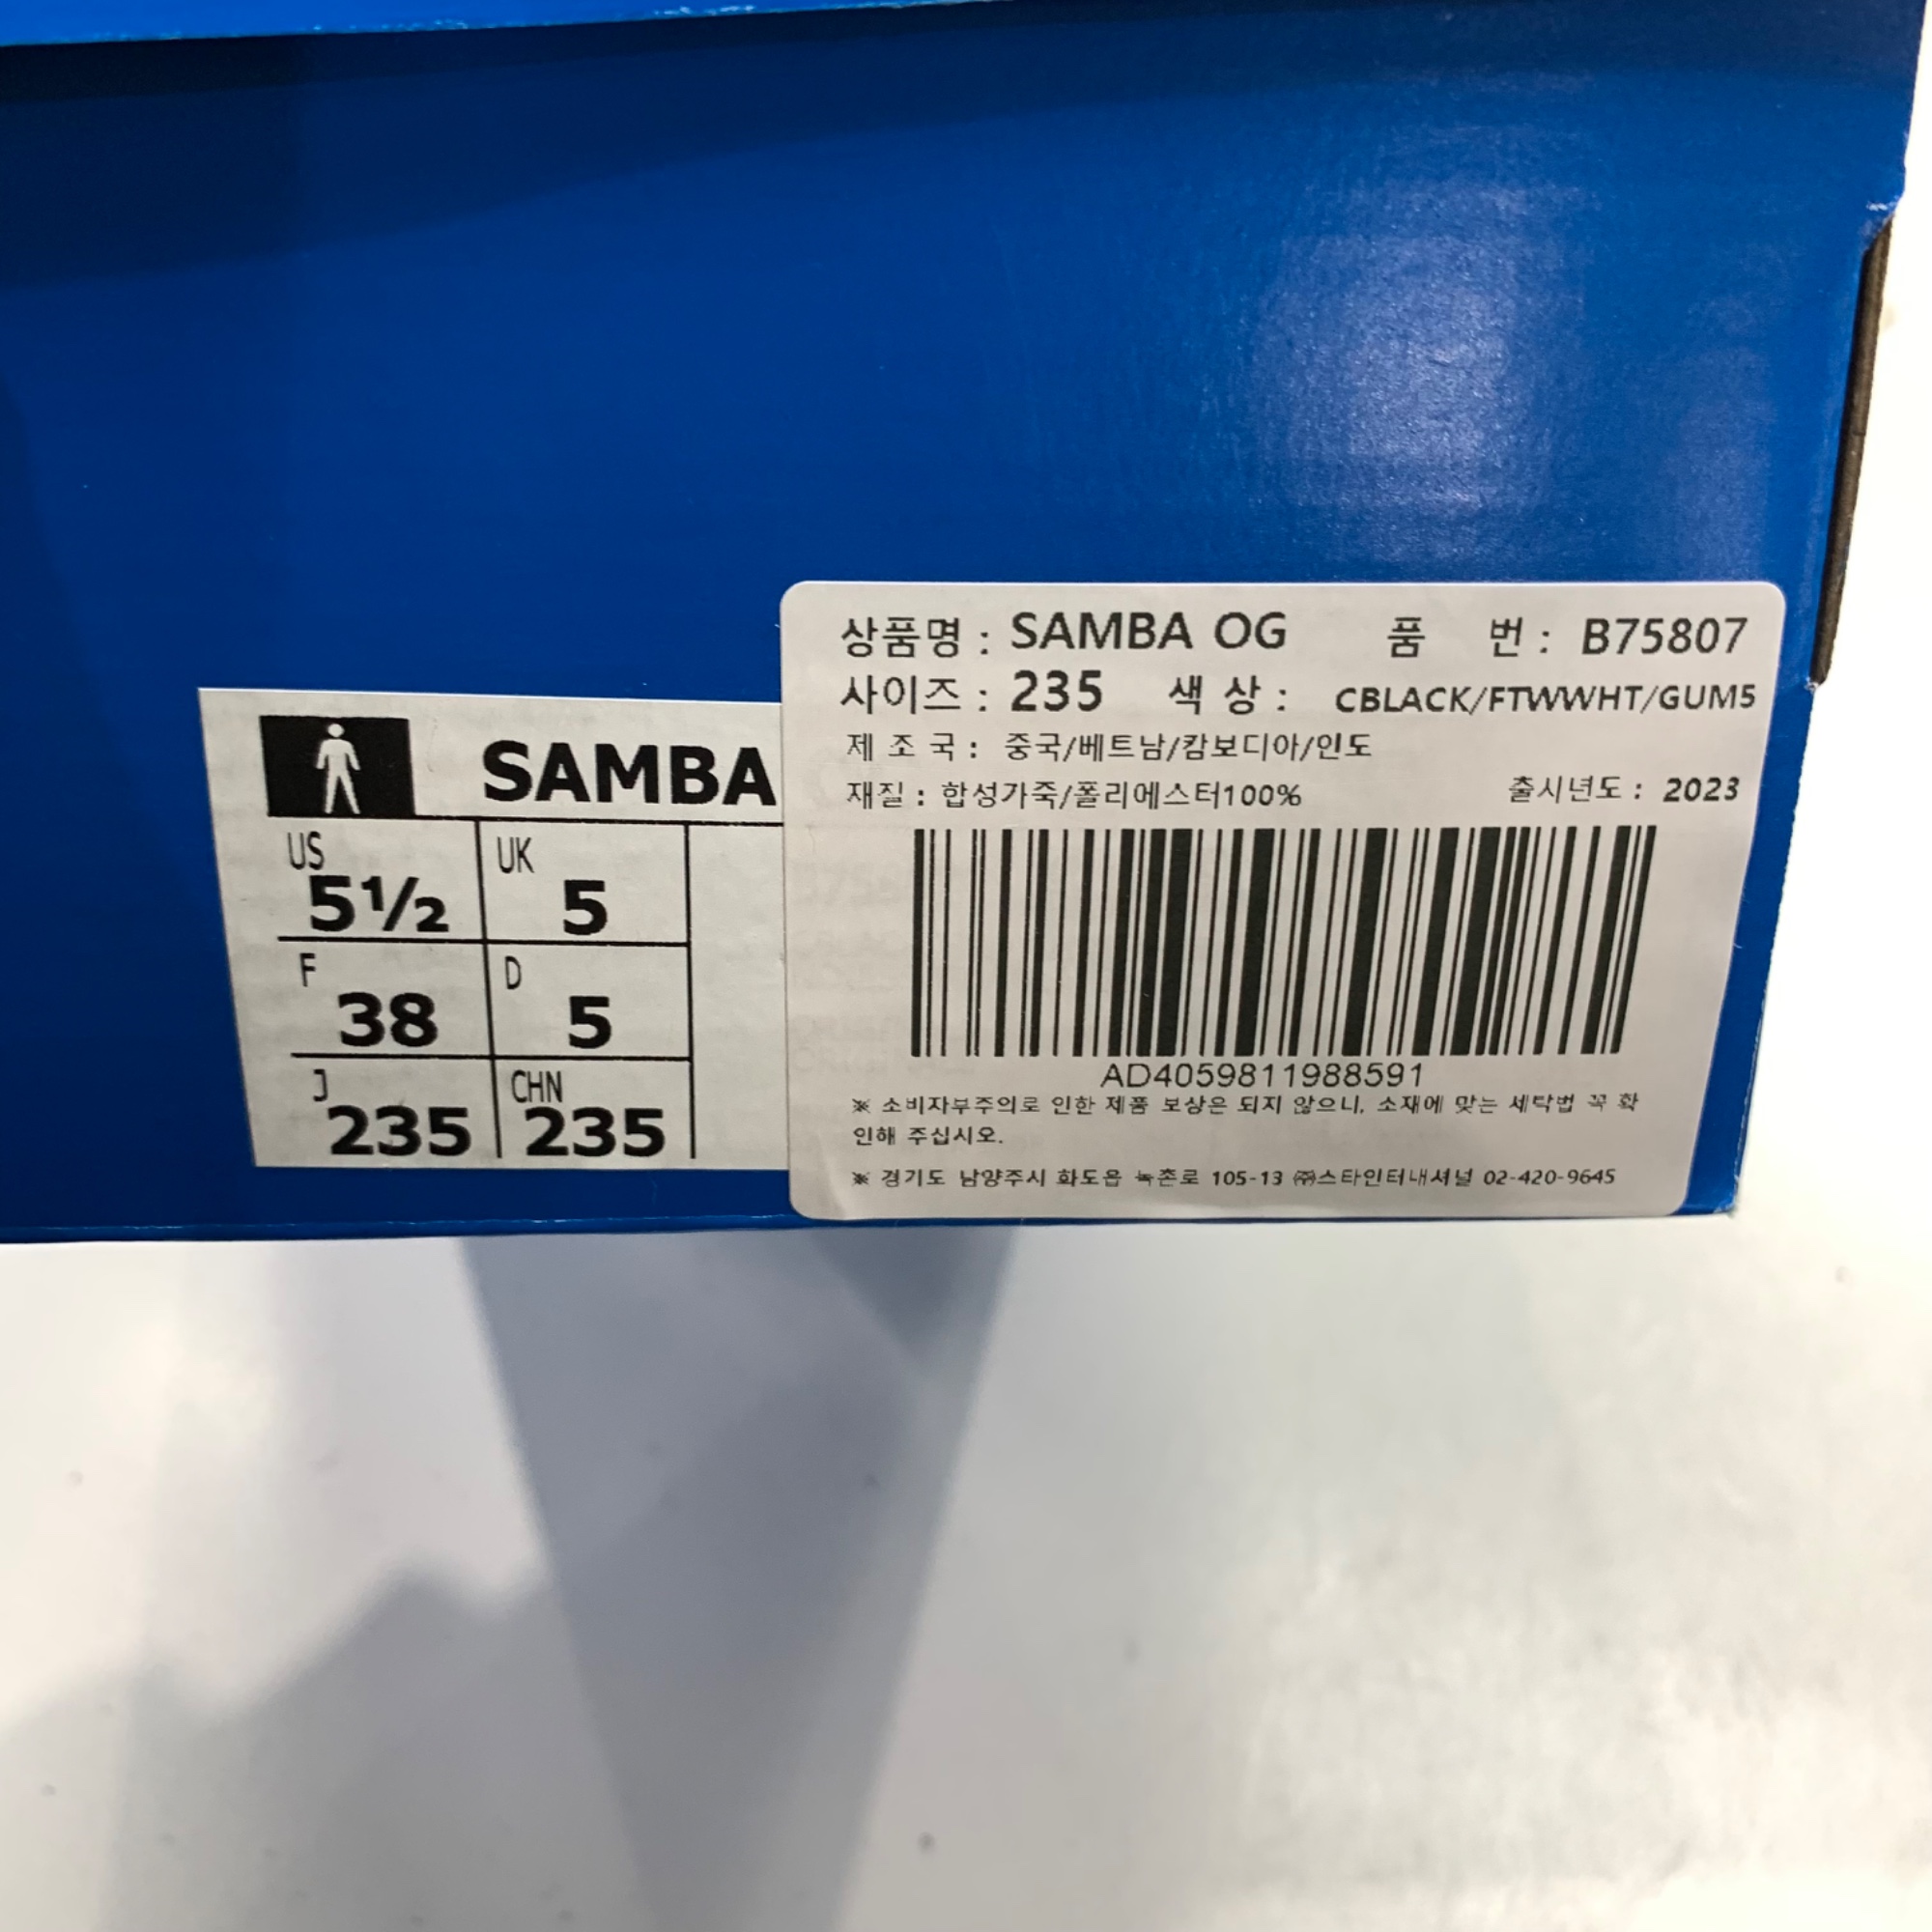 SAMBA
US 5½ UK 5
F 38 D 5
J 235 CHN 235
상품명 : SAMBA OG 품 번 : B75807
사이즈 : 235 색 상 : CBLACK/FTWWHT/GUM5
제 조 국 : 중국/베트남/캄보디아/인도
재질 : 합성가죽/폴리에스터100% 출시년도 : 2023
AD4059811988591
※ 소비자부주의로 인한 제품 보상은 되지 않으니, 소재에 맞는 세탁법 꼭 확
인해 주십시오.
※ 경기도 남양주시 화도읍 녹촌로 105-13 ㈜스타인터내셔널 02-420-9645